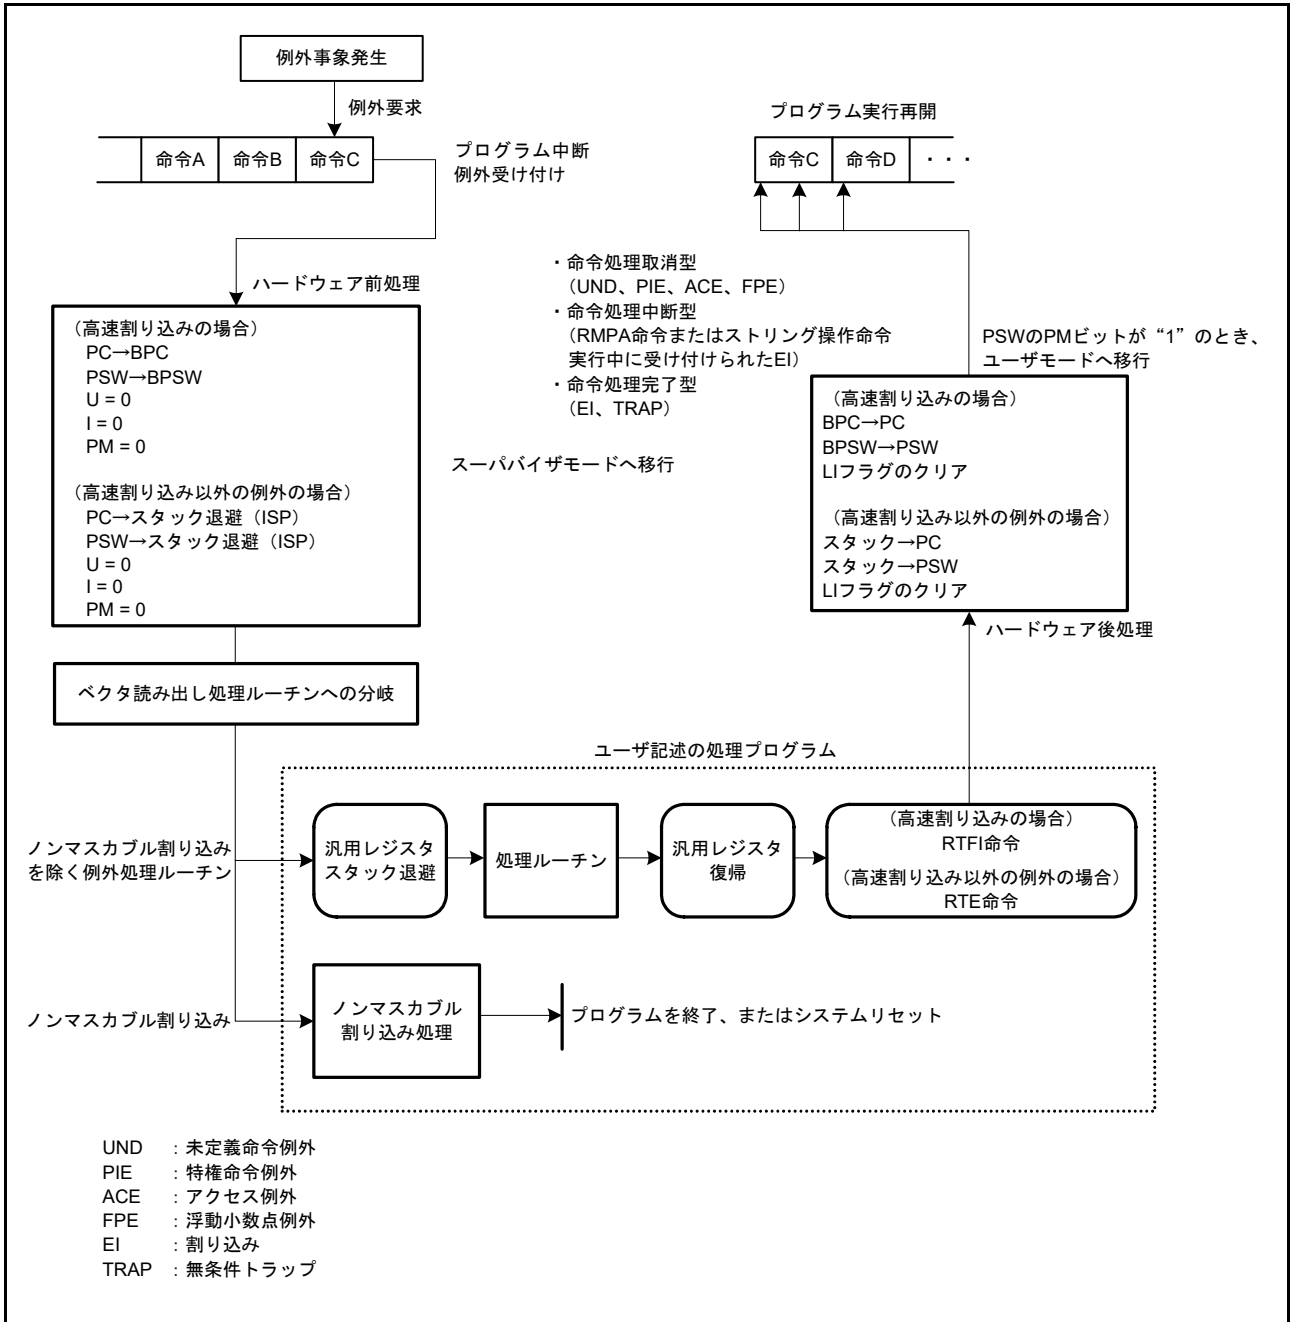 例外事象発生
例外要求
プログラム実行再開
命令A 命令B 命令C
プログラム中断
例外受け付け
命令C 命令D ・・・
ハードウェア前処理
・命令処理取消型
（UND、PIE、ACE、FPE）
・命令処理中断型
（RMPA命令またはストリング操作命令
実行中に受け付けられたEI）
・命令処理完了型
（EI、TRAP）
PSWのPMビットが“1”のとき、
ユーザモードへ移行
（高速割り込みの場合）
PC→BPC
PSW→BPSW
U = 0
I = 0
PM = 0
（高速割り込み以外の例外の場合）
PC→スタック退避（ISP）
PSW→スタック退避（ISP）
U = 0
I = 0
PM = 0
スーパバイザモードへ移行
（高速割り込みの場合）
BPC→PC
BPSW→PSW
LIフラグのクリア
（高速割り込み以外の例外の場合）
スタック→PC
スタック→PSW
LIフラグのクリア
ハードウェア後処理
ベクタ読み出し処理ルーチンへの分岐
ユーザ記述の処理プログラム
ノンマスカブル割り込み
を除く例外処理ルーチン
汎用レジスタ
スタック退避
処理ルーチン
汎用レジスタ
復帰
（高速割り込みの場合）
RTFI命令
（高速割り込み以外の例外の場合）
RTE命令
ノンマスカブル割り込み
ノンマスカブル
割り込み処理
プログラムを終了、またはシステムリセット
UND ：未定義命令例外
PIE ：特権命令例外
ACE ：アクセス例外
FPE ：浮動小数点例外
EI ：割り込み
TRAP ：無条件トラップ